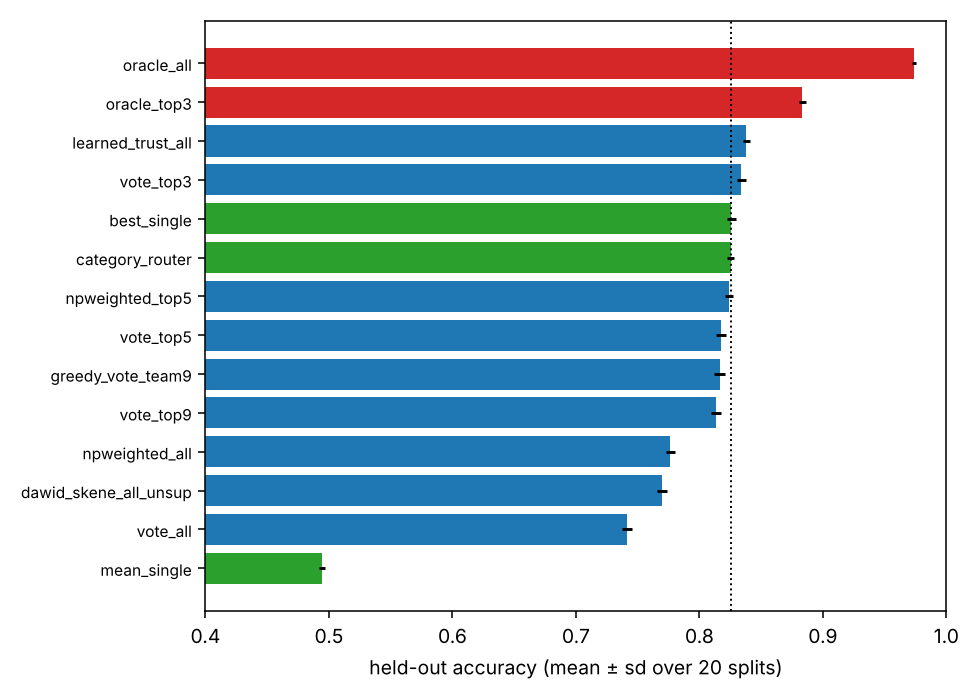 oracle_all
oracle_top3
learned_trust_all
vote_top3
best_single
category_router
npweighted_top5
vote_top5
greedy_vote_team9
vote_top9
npweighted_all
dawid_skene_all_unsup
vote_all
mean_single
0.4 0.5 0.6 0.7 0.8 0.9 1.0
held-out accuracy (mean ± sd over 20 splits)